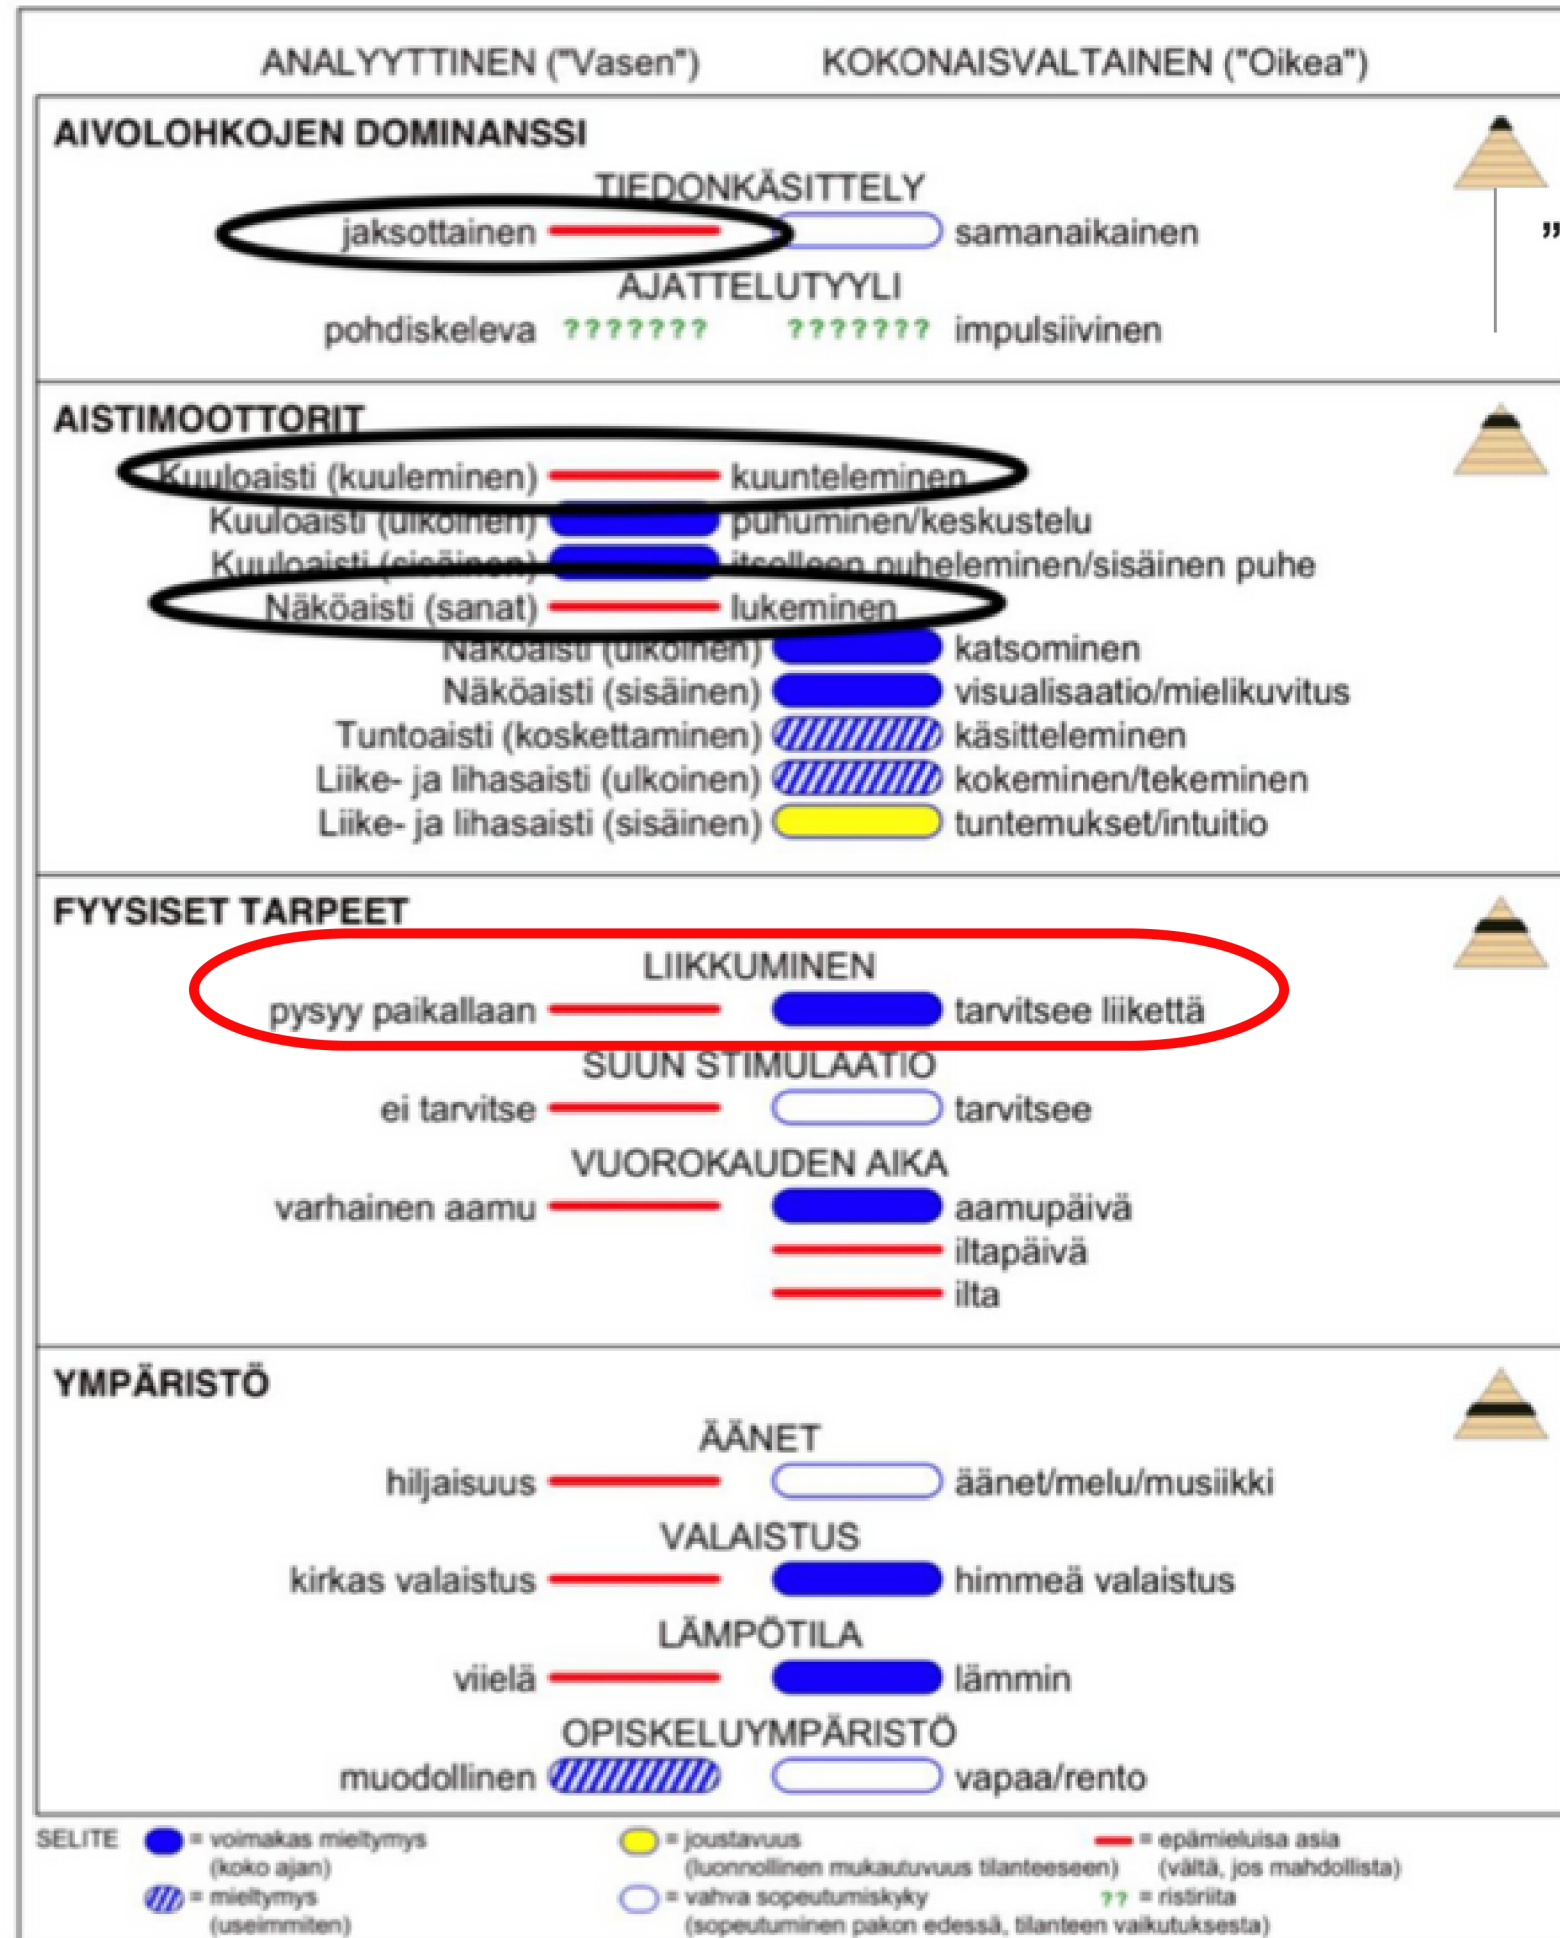 ANALYYTTINEN ("Vasen") KOKONAISVALTAINEN ("Oikea")
AIVOLOHKOJEN DOMINANSSI
TIEDONKÄSITTELY
jaksottainen samanaikainen
”
AJATTELUTYYLI
pohdiskeleva ??????? ??????? impulsiivinen
AISTIMOOTTORIT
Kuuloaisti (kuuleminen) kuunteleminen
Kuuloaisti (ulkoinen) puhuminen/keskustelu
Kuuloaisti (sisäinen) itselleen puheleminen/sisäinen puhe
Näköaisti (sanat) lukeminen
Näköaisti (ulkoinen) katsominen
Näköaisti (sisäinen) visualisaatio/mielikuvitus
Tuntoaisti (koskettaminen) käsitteleminen
Liike- ja lihasaisti (ulkoinen) kokeminen/tekeminen
Liike- ja lihasaisti (sisäinen) tuntemukset/intuitio
FYYSISET TARPEET
LIIKKUMINEN
pysyy paikallaan tarvitsee liikettä
SUUN STIMULAATIO
ei tarvitse tarvitsee
VUOROKAUDEN AIKA
varhainen aamu aamupäivä
iltapäivä
ilta
YMPÄRISTÖ
ÄÄNET
hiljaisuus äänet/melu/musiikki
VALAISTUS
kirkas valaistus himmeä valaistus
LÄMPÖTILA
viielä lämmin
OPISKELUYMPÄRISTÖ
muodollinen vapaa/rento
SELITE = voimakas mieltymys = joustavuus = epämieluisa asia
(koko ajan) (luonnollinen mukautuvuus tilanteeseen) (vältä, jos mahdollista)
= mieltymys = vahva sopeutumiskyky ?? = ristiriita
(useimmiten) (sopeutuminen pakon edessä, tilanteen vaikutuksesta)